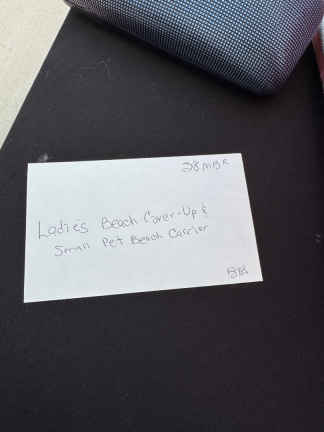 Ladies Beach Cover-Up &
Small Pet Beach Carrier